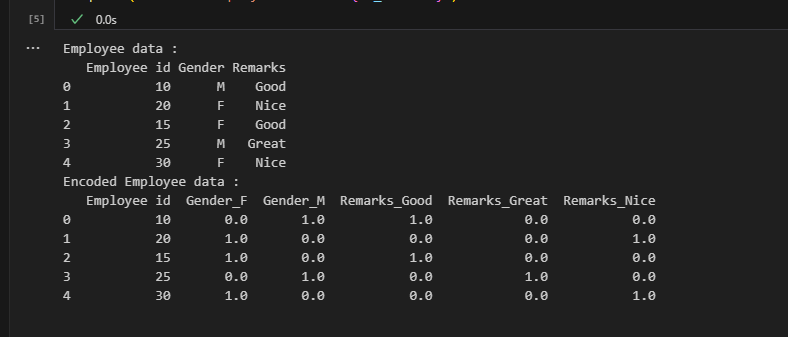 [5] ✓ 0.0s
... Employee data :
Employee id Gender Remarks
0 10 M Good
1 20 F Nice
2 15 F Good
3 25 M Great
4 30 F Nice
Encoded Employee data :
Employee id Gender_F Gender_M Remarks_Good Remarks_Great Remarks_Nice
0 10 0.0 1.0 1.0 0.0 0.0
1 20 1.0 0.0 0.0 0.0 1.0
2 15 1.0 0.0 1.0 0.0 0.0
3 25 0.0 1.0 0.0 1.0 0.0
4 30 1.0 0.0 0.0 0.0 1.0